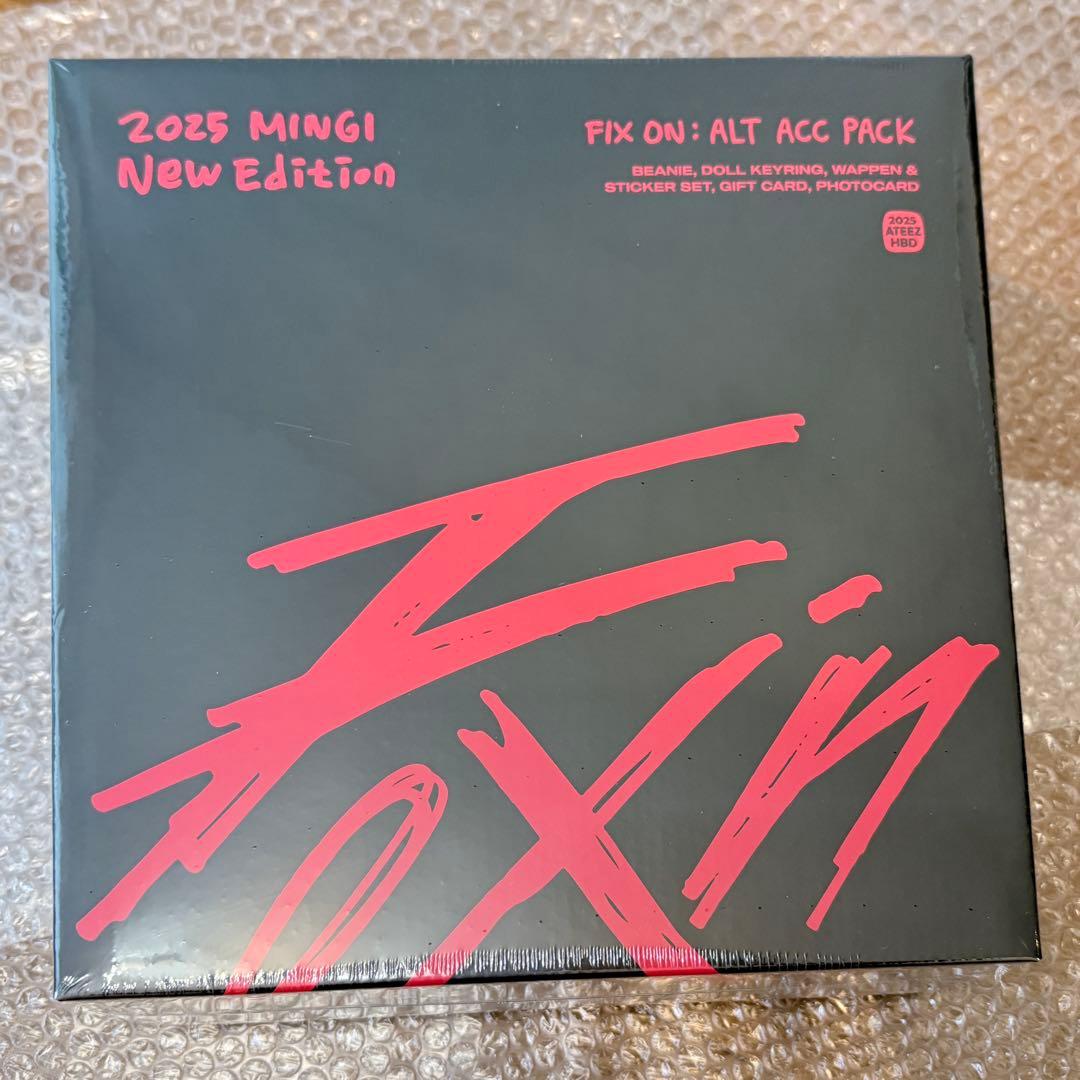 2025 MINGI
New Edition
FIX ON : ALT ACC PACK
BEANIE, DOLL KEYRING, WAPPEN &
STICKER SET, GIFT CARD, PHOTOCARD
2025
ATEEZ
HBD